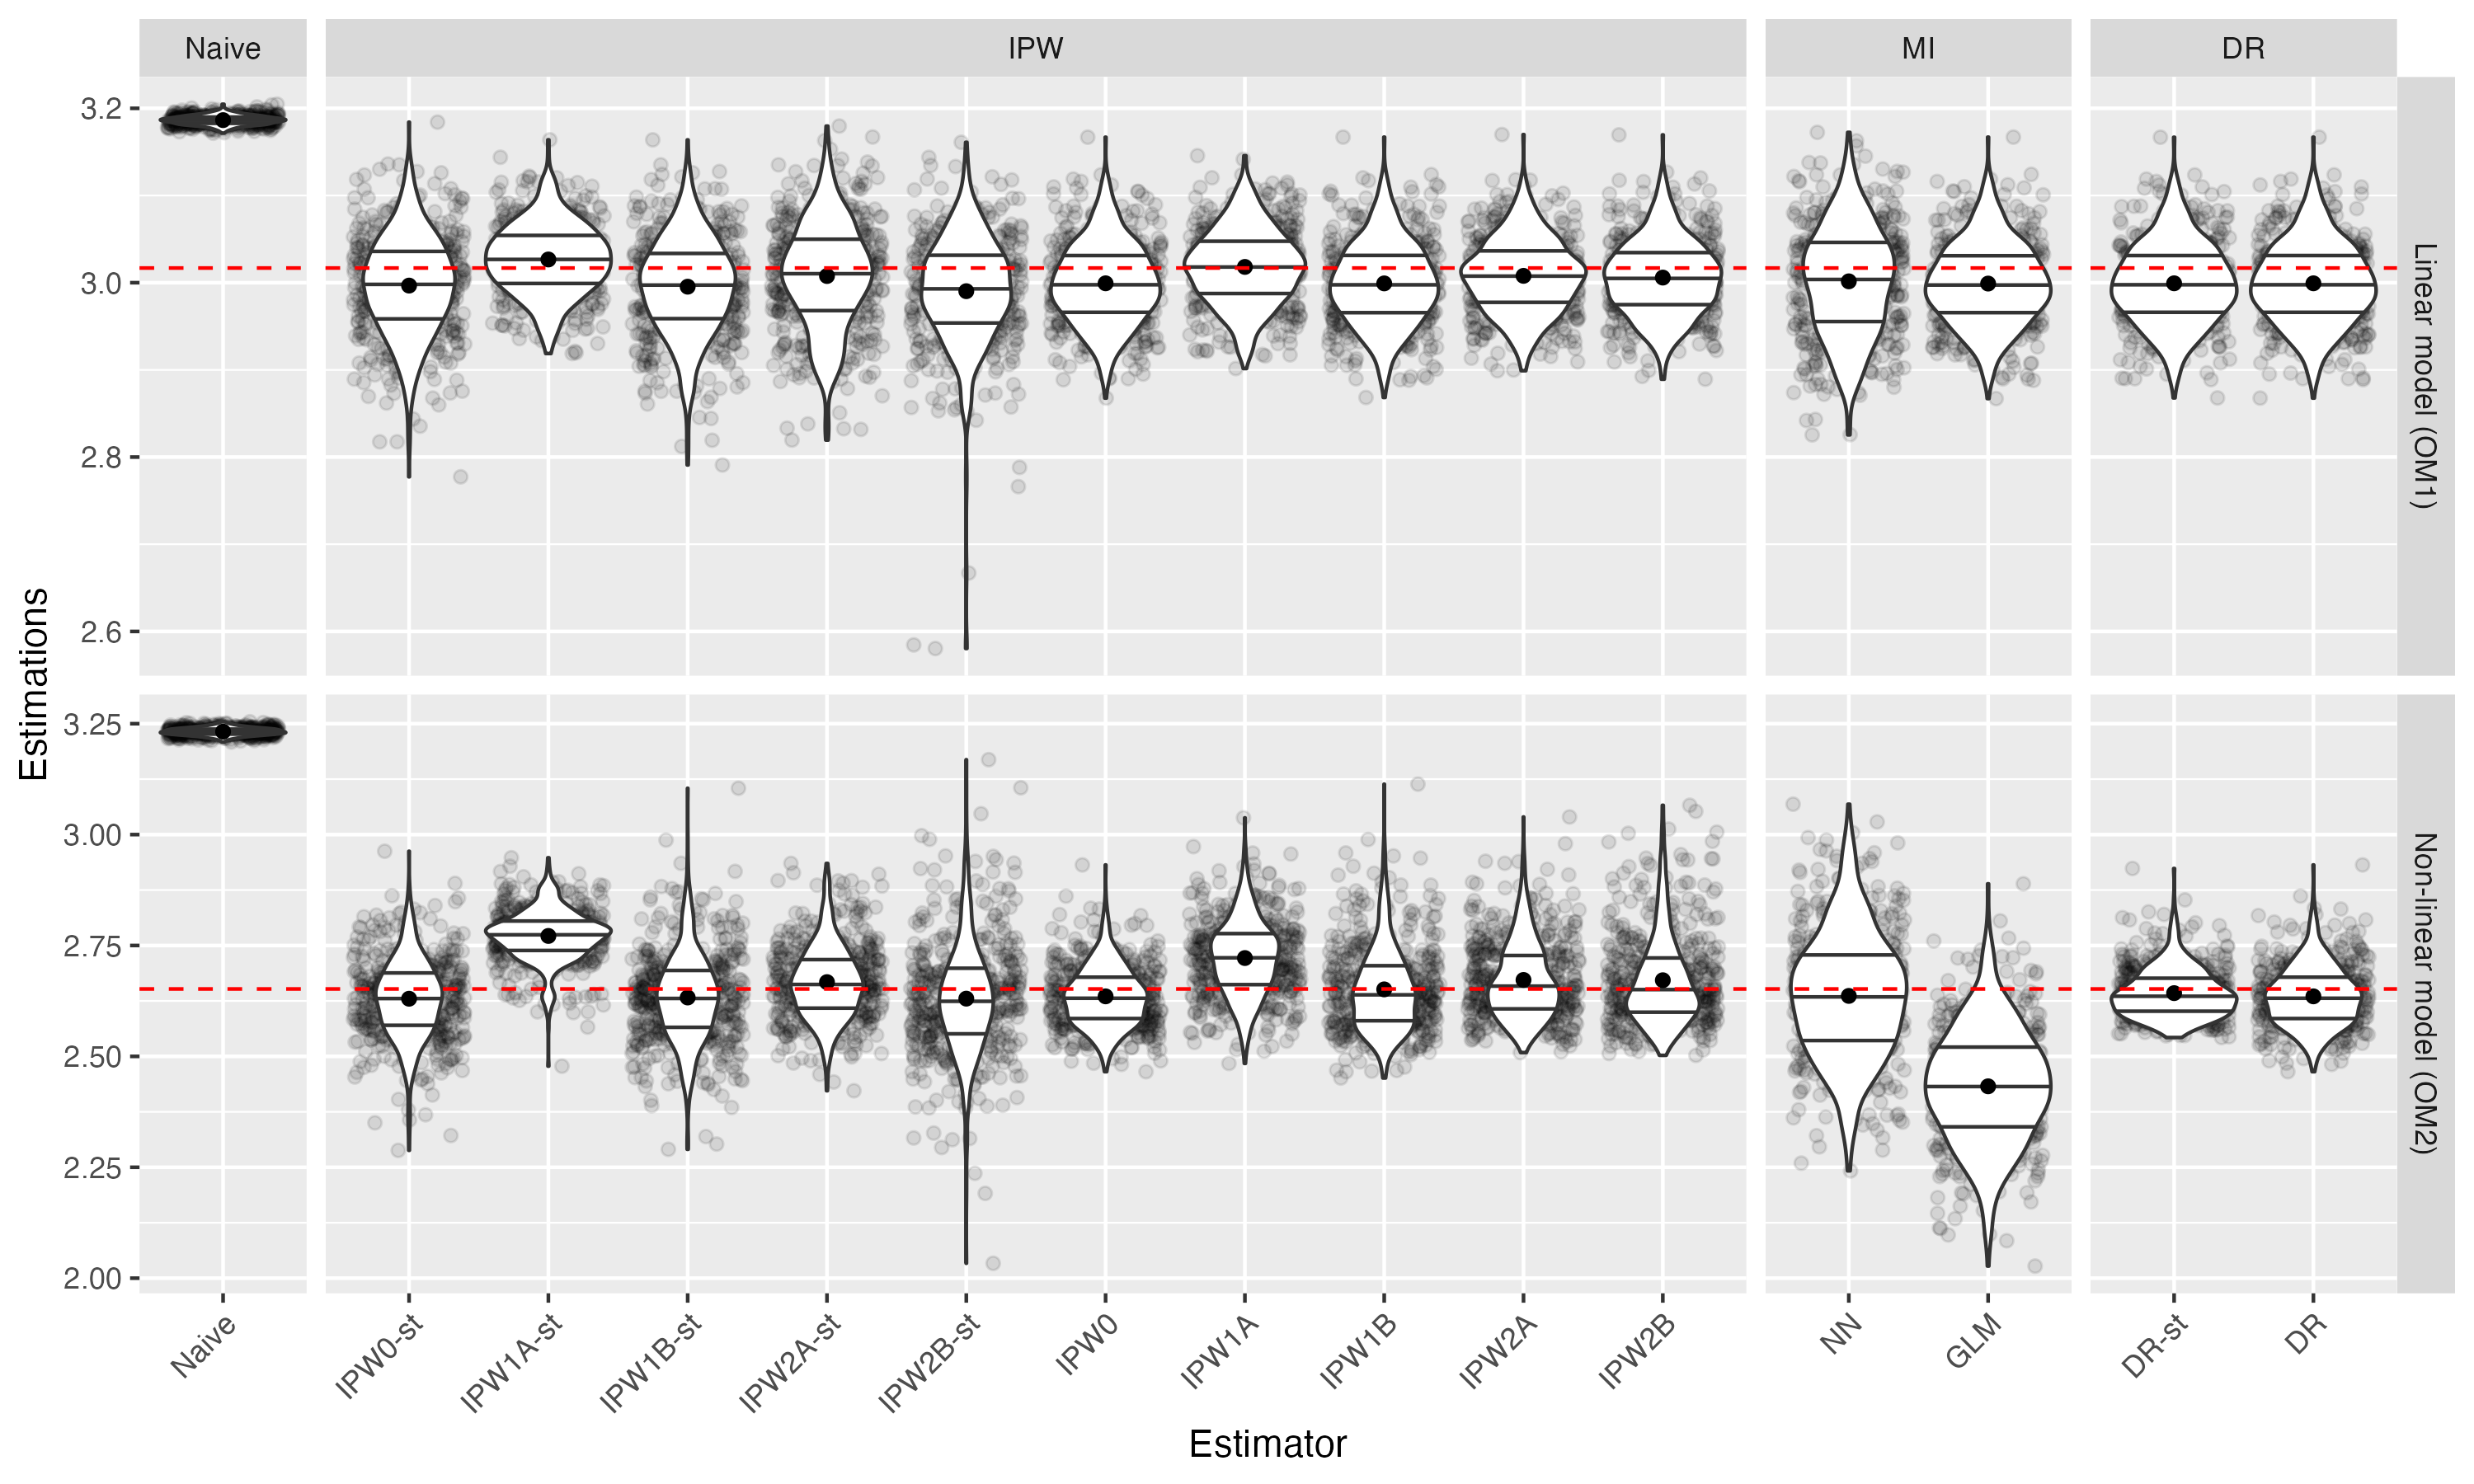 Naive
IPW
MI
DR
3.2
3.0
2.8
2.6
Linear model (OM1)
Estimations
3.25
3.00
2.75
2.50
2.25
2.00
Non-linear model (OM2)
Naive
IPW0-st
IPW1A-st
IPW1B-st
IPW2A-st
IPW2B-st
IPW0
IPW1A
IPW1B
IPW2A
IPW2B
NN
GLM
DR-st
DR
Estimator